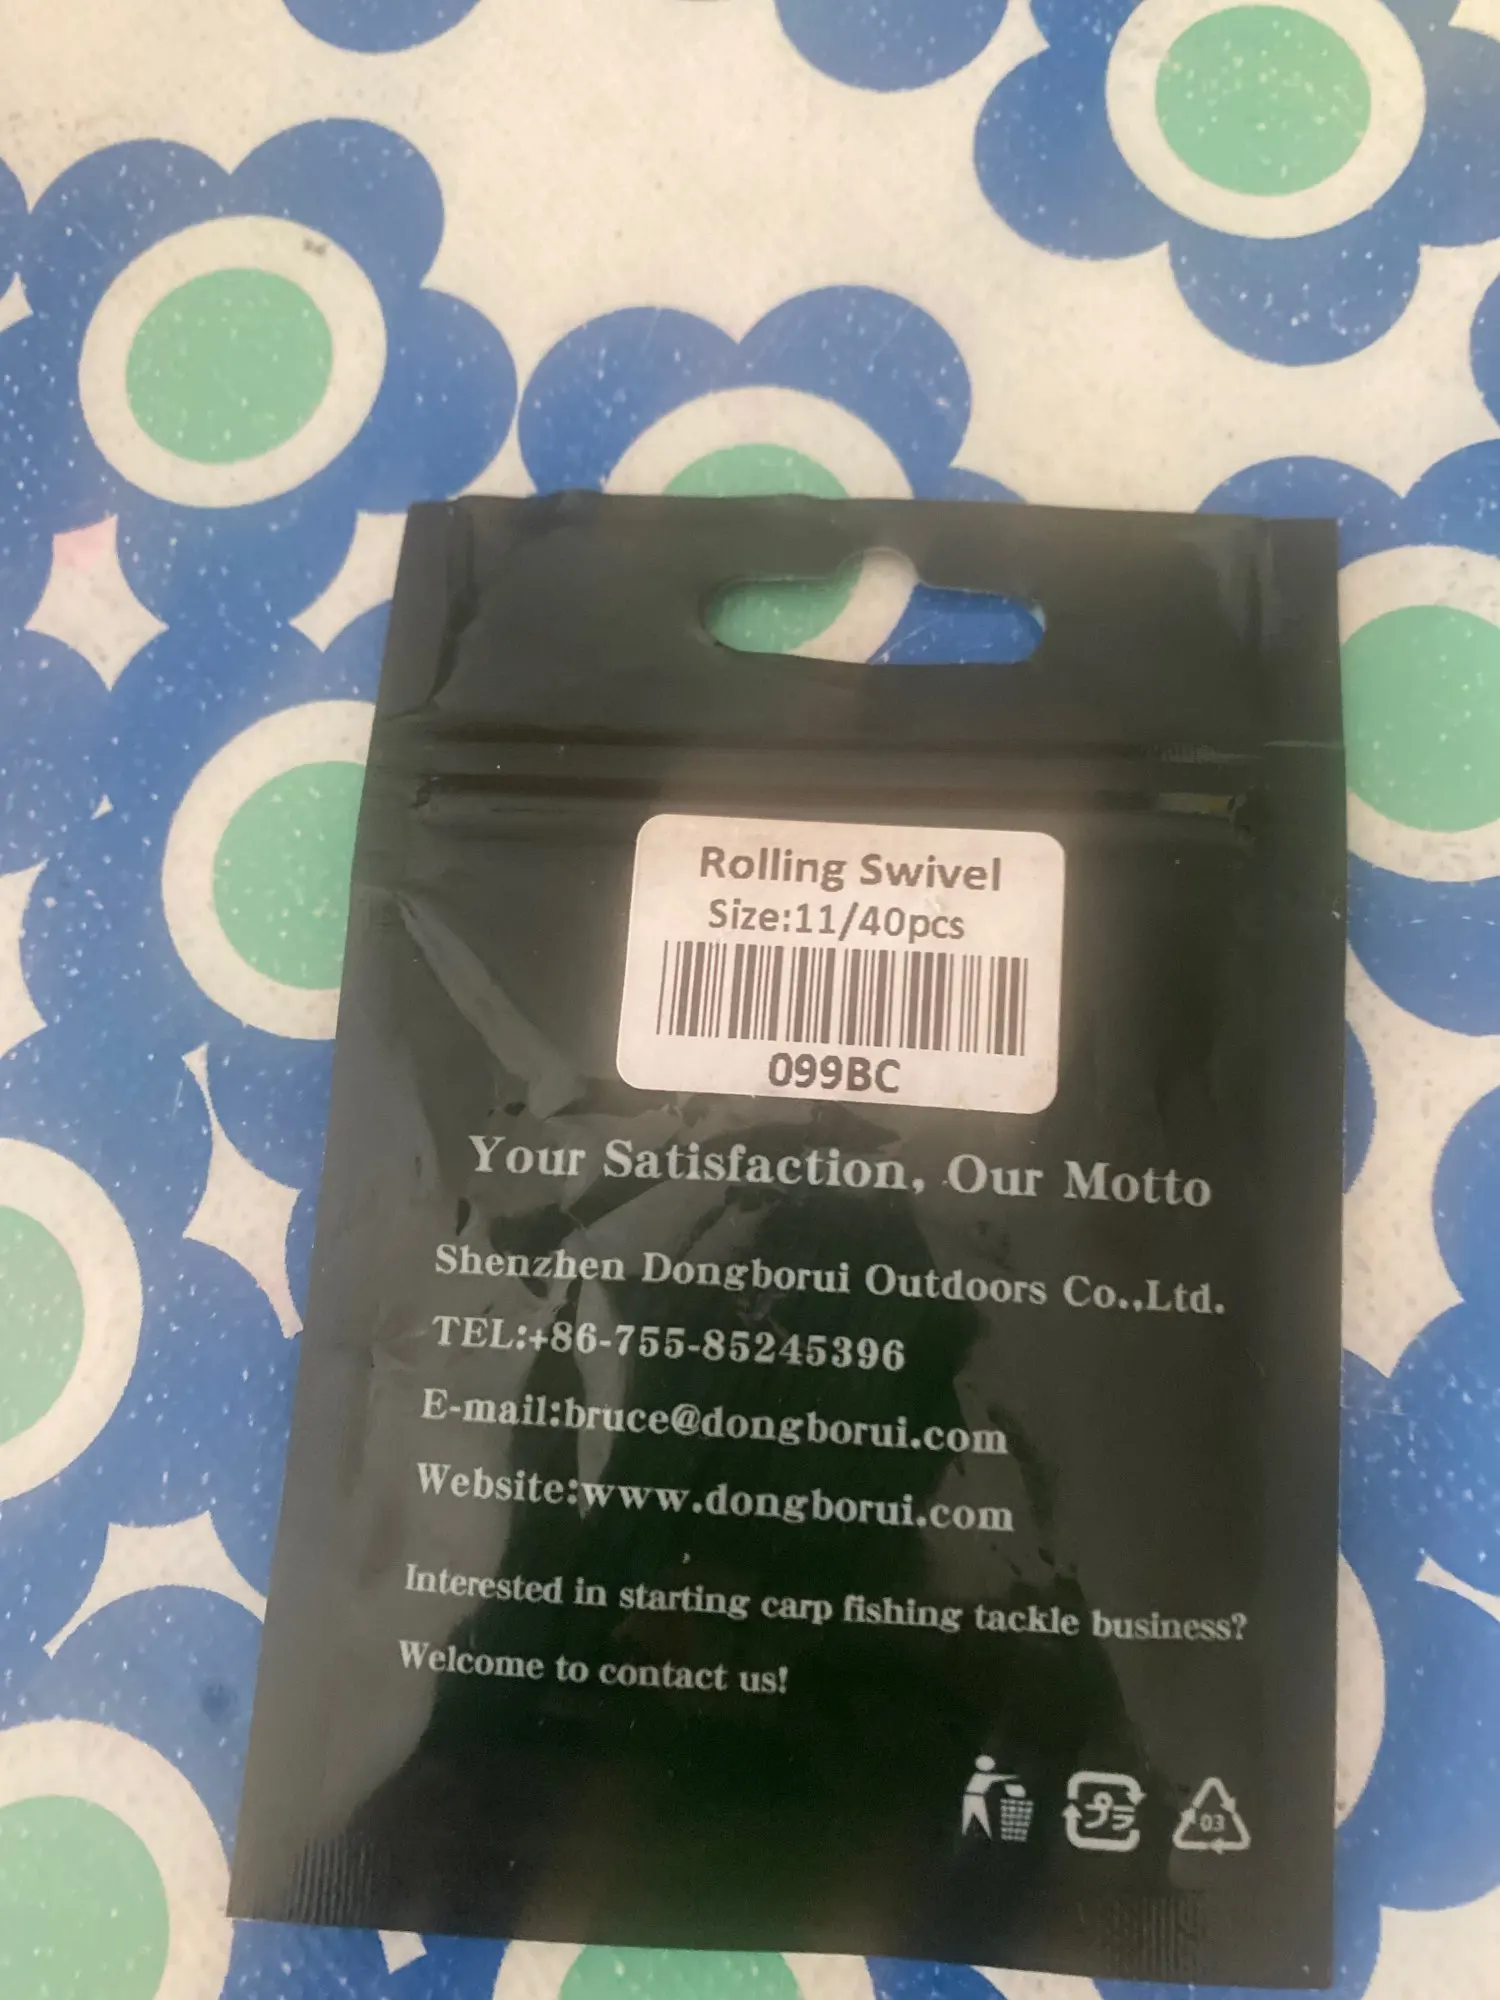 Rolling Swivel
Size:11/40pcs
099BC
Your Satisfaction, Our Motto
Shenzhen Dongborui Outdoors Co.,Ltd.
TEL:+86-755-85245396
E-mail:bruce@dongborui.com
Website:www.dongborui.com
Interested in starting carp fishing tackle business?
Welcome to contact us!
プラ
03